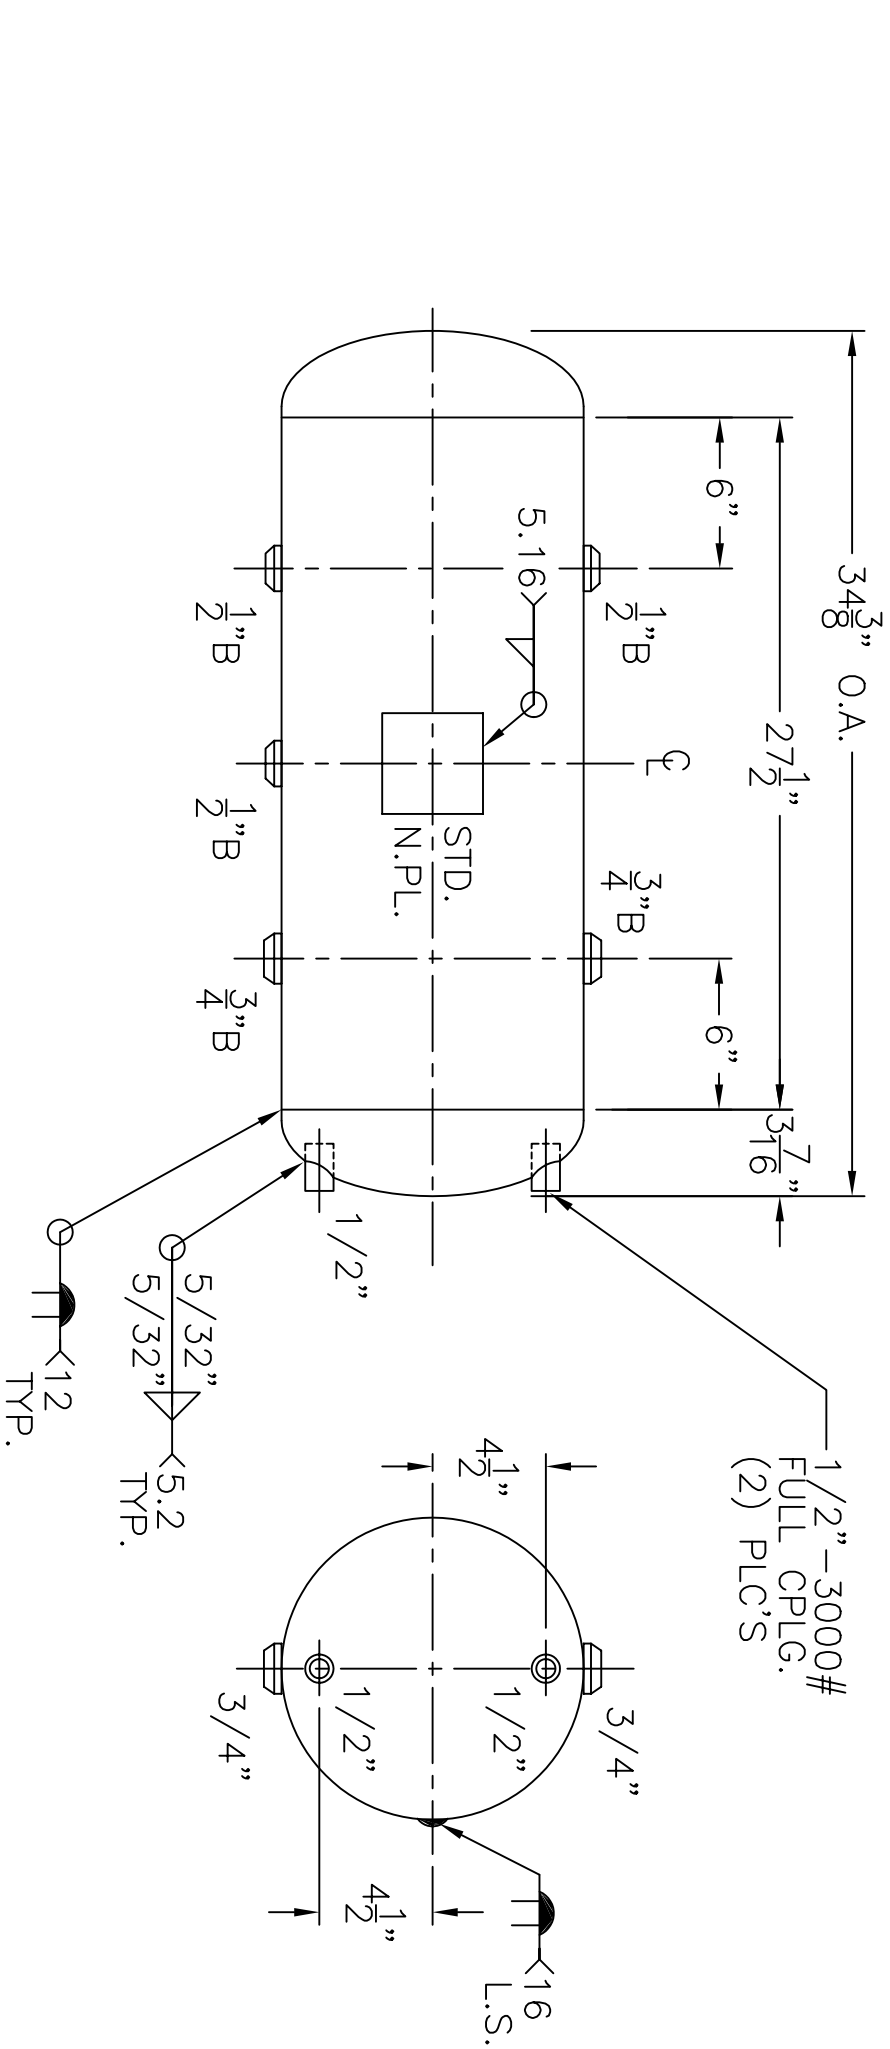 34 3/8" O.A.
27 1/2"
3 7/16"
6"
6"
1/2"B
3/4"B
CL
5.16
STD.
N.PL.
1/2"B
1/2"B
3/4"B
1/2"
5/32"
5/32"
5.2
TYP.
12
TYP.
1/2"-3000#
FULL CPLG.
(2) PLC'S
4 1/2"
3/4"
1/2"
1/2"
3/4"
4 1/2"
16
L.S.